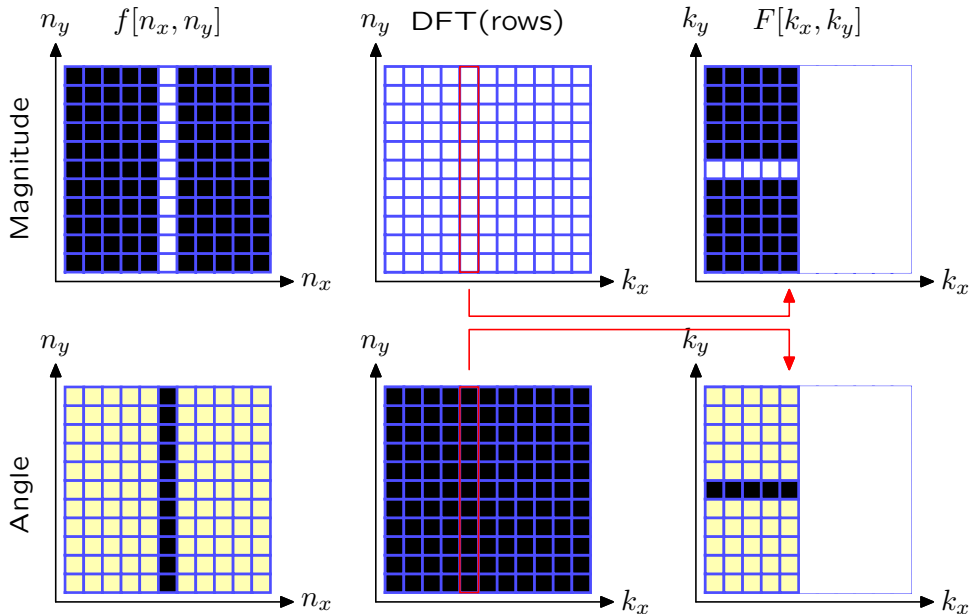 n_y f[n_x, n_y] n_y DFT(rows) k_y F[k_x, k_y]
Magnitude
n_x k_x k_x
n_y n_y k_y
Angle
n_x k_x k_x